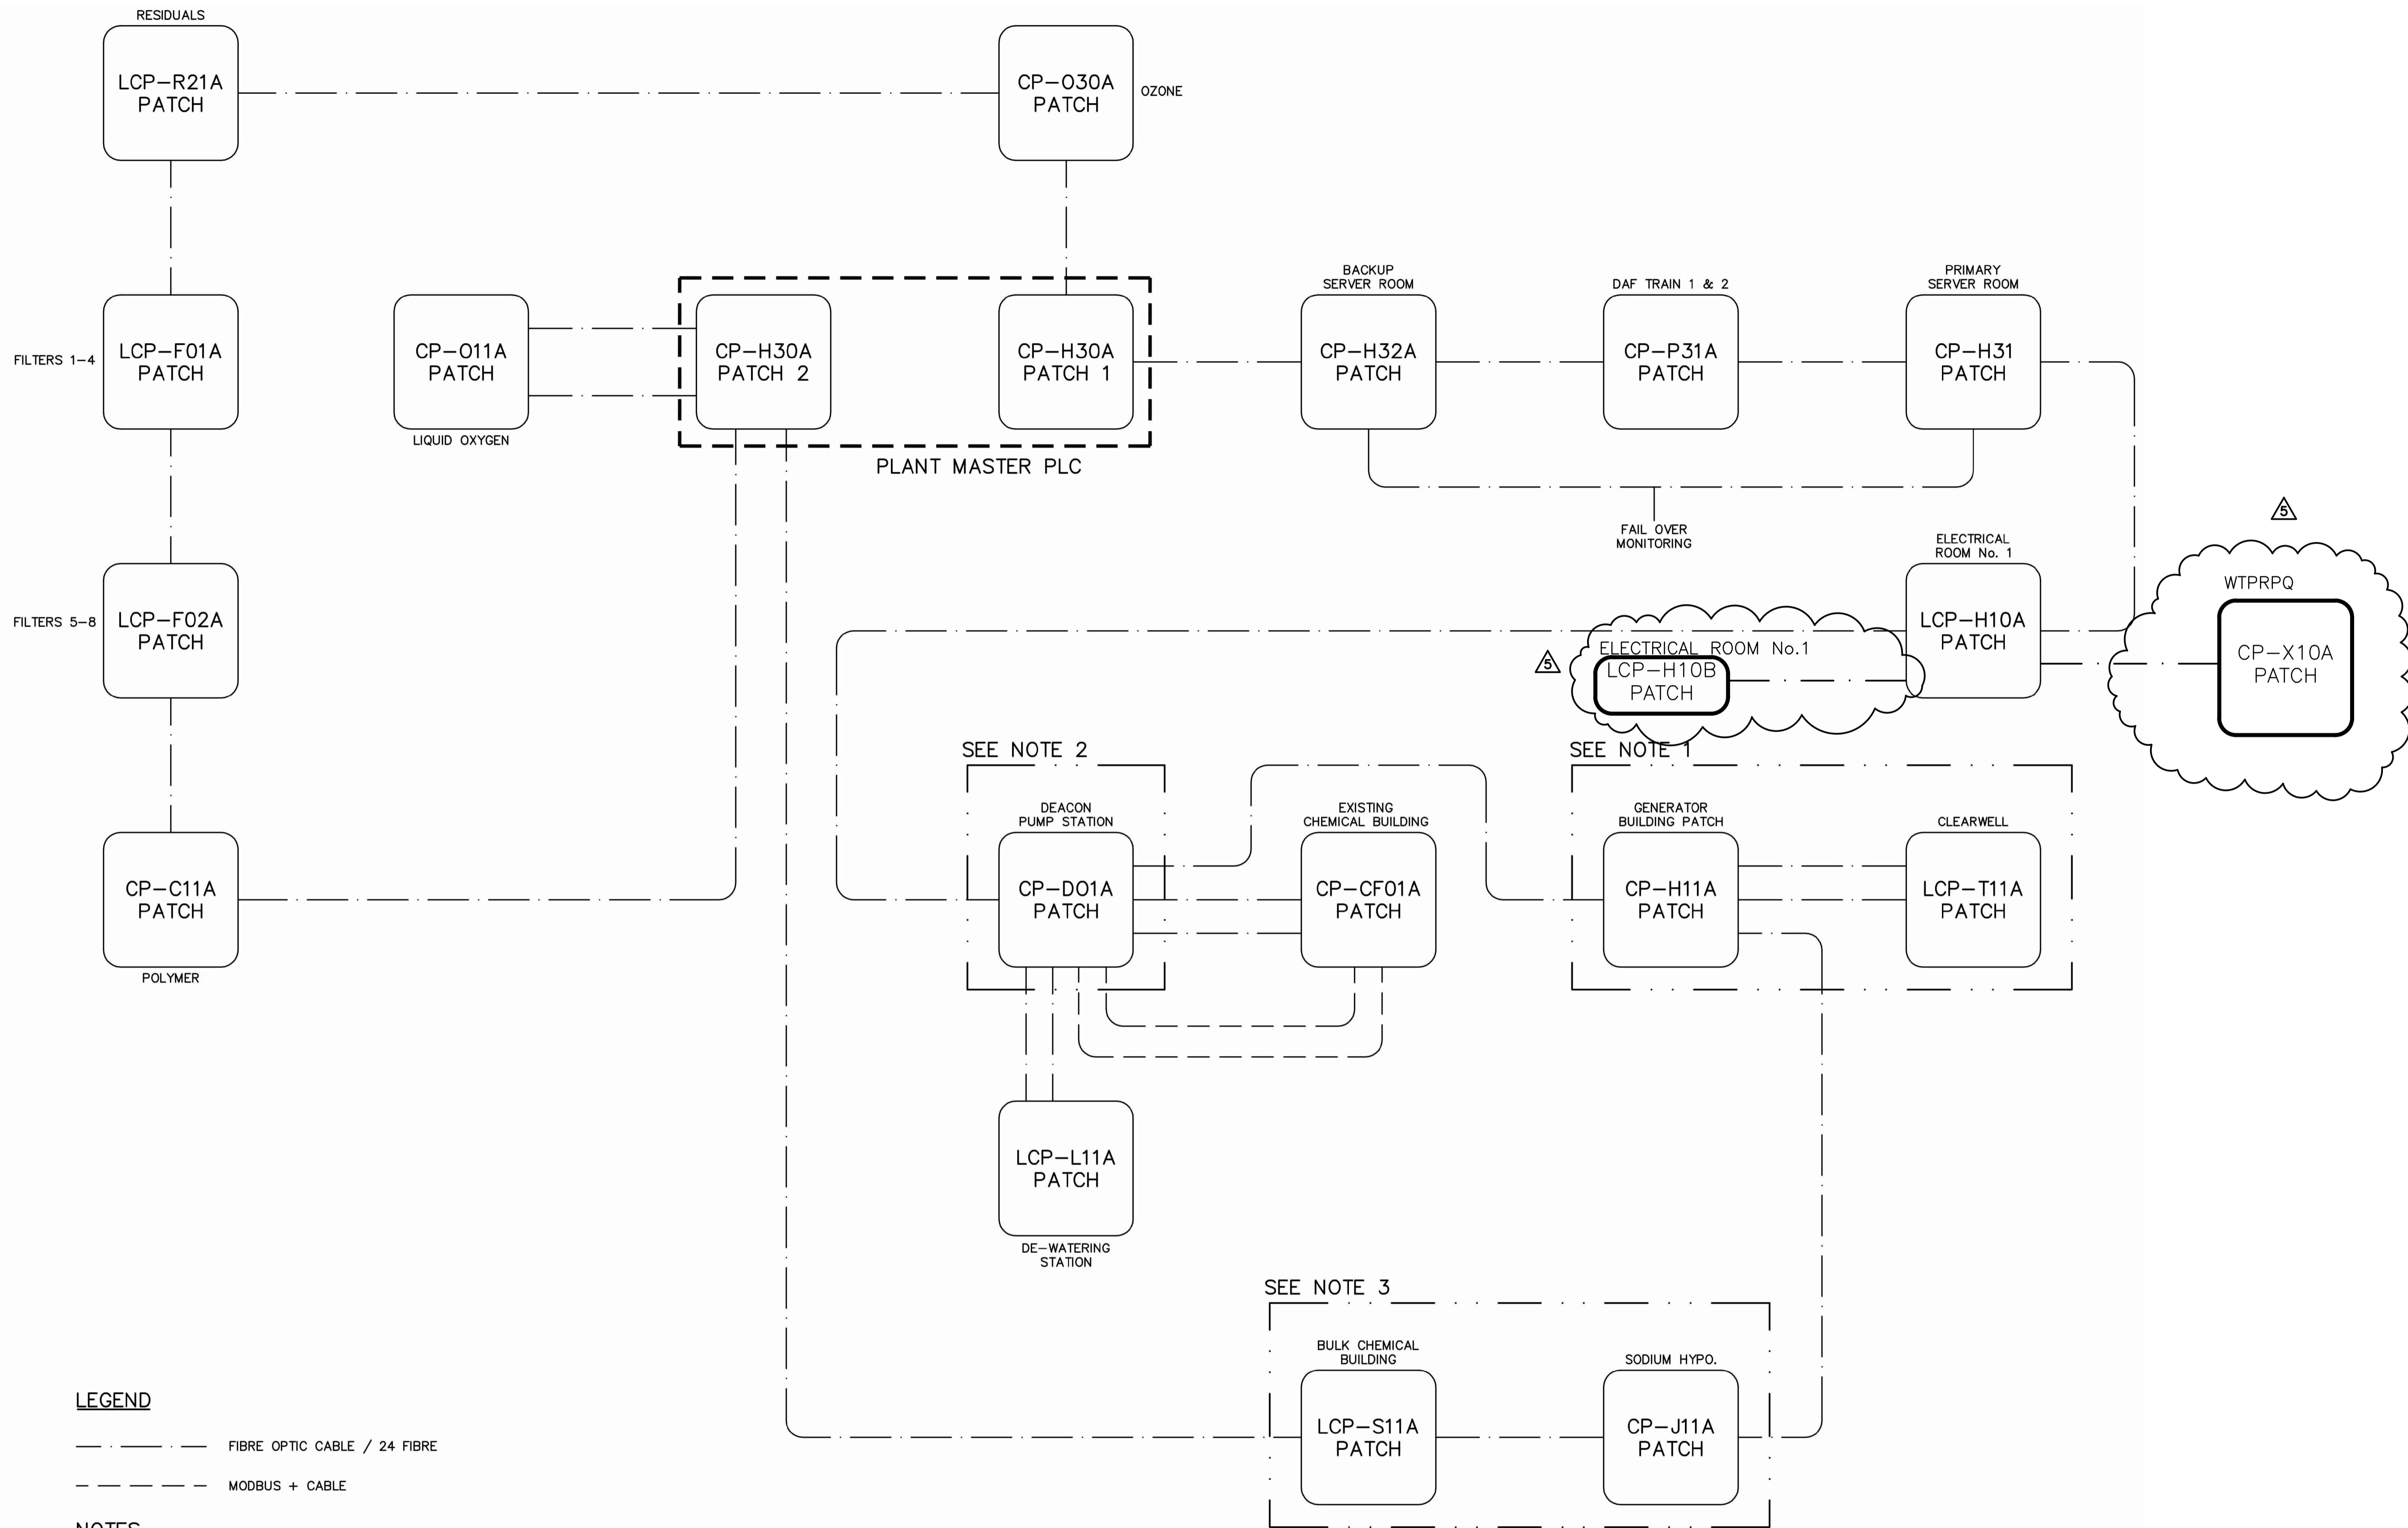 RESIDUALS
LCP-R21A
PATCH
CP-O30A
PATCH
OZONE
FILTERS 1-4
LCP-F01A
PATCH
CP-O11A
PATCH
LIQUID OXYGEN
CP-H30A
PATCH 2
CP-H30A
PATCH 1
PLANT MASTER PLC
BACKUP
SERVER ROOM
CP-H32A
PATCH
DAF TRAIN 1 & 2
CP-P31A
PATCH
PRIMARY
SERVER ROOM
CP-H31
PATCH
FAIL OVER
MONITORING
FILTERS 5-8
LCP-F02A
PATCH
ELECTRICAL
ROOM No. 1
LCP-H10A
PATCH
5
WTPRPQ
CP-X10A
PATCH
5
ELECTRICAL ROOM No.1
LCP-H10B
PATCH
CP-C11A
PATCH
POLYMER
SEE NOTE 2
DEACON
PUMP STATION
CP-D01A
PATCH
EXISTING
CHEMICAL BUILDING
CP-CF01A
PATCH
SEE NOTE 1
GENERATOR
BUILDING PATCH
CP-H11A
PATCH
CLEARWELL
LCP-T11A
PATCH
LCP-L11A
PATCH
DE-WATERING
STATION
SEE NOTE 3
BULK CHEMICAL
BUILDING
LCP-S11A
PATCH
SODIUM HYPO.
CP-J11A
PATCH
LEGEND
FIBRE OPTIC CABLE / 24 FIBRE
MODBUS + CABLE
NOTES